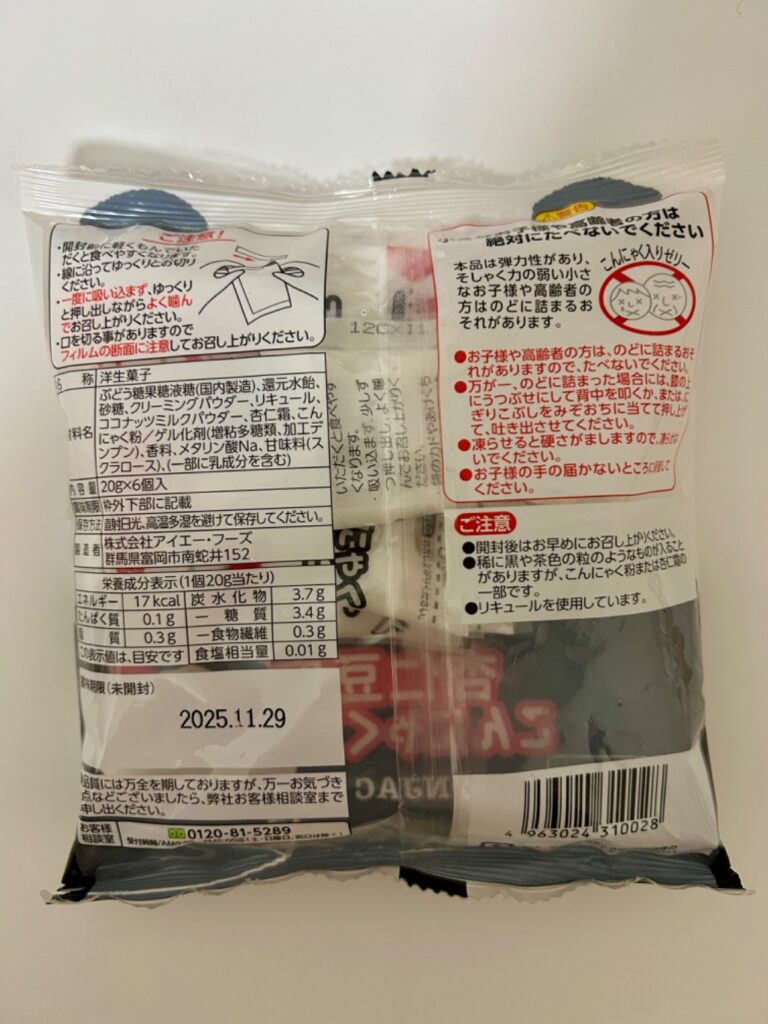 ご注意!
・開封前に軽くもんでいた
だくと食べやすくなります。
・線に沿ってゆっくりとお切り
ください。
・一度に吸い込まず、ゆっくり
と押し出しながらよく噛ん
でお召し上がりください。
・口を切る事がありますので
フィルムの断面に注意してお召し上がりください。
称 洋生菓子
材料名
ぶどう糖果糖液糖(国内製造)、還元水飴、
砂糖、クリーミングパウダー、リキュール、
ココナッツミルクパウダー、杏仁霜、こん
にゃく粉/ゲル化剤(増粘多糖類、加工デ
ンプン)、香料、メタリン酸Na、甘味料(ス
クラロース)、(一部に乳成分を含む)
内容量 20g×6個入
賞味期限 枠外下部に記載
保存方法 直射日光、高温多湿を避けて保存してください。
製造者 株式会社アイエー・フーズ
群馬県富岡市南蛇井152
栄養成分表示(1個20g当たり)
エネルギー 17kcal 炭水化物 3.7g
たんぱく質 0.1g ー糖質 3.4g
質 0.3g ー食物繊維 0.3g
この表示値は、目安です 食塩相当量 0.01g
賞味期限(未開封)
2025.11.29
品質には万全を期しておりますが、万一お気づき
点などございましたら、弊社お客様相談室まで
申し出ください。
お客様
相談室
0120-81-5289
警告
お子様や高齢者の方は
絶対にたべないでください
本品は弾力性があり、
そしゃく力の弱い小さ
なお子様や高齢者の
方はのどに詰まるお
それがあります。
こんにゃく入りゼリー
●お子様や高齢者の方は、のどに詰まるおそ
れがありますので、たべないでください。
●万が一、のどに詰まった場合には、膝の上
にうつぶせにして背中を叩くか、または、に
ぎりこぶしをみぞおちに当てて押し上げ
て、吐き出させてください。
●凍らせると硬さがましますので、凍らせな
いでください。
●お子様の手の届かないところに保管して
ください。
ご注意
●開封後はお早めにお召し上がりください。
●稀に黒や茶色の粒のようなものが入ること
がありますが、こんにゃく粉または杏仁霜の
一部です。
●リキュールを使用しています。
4 963024 310028